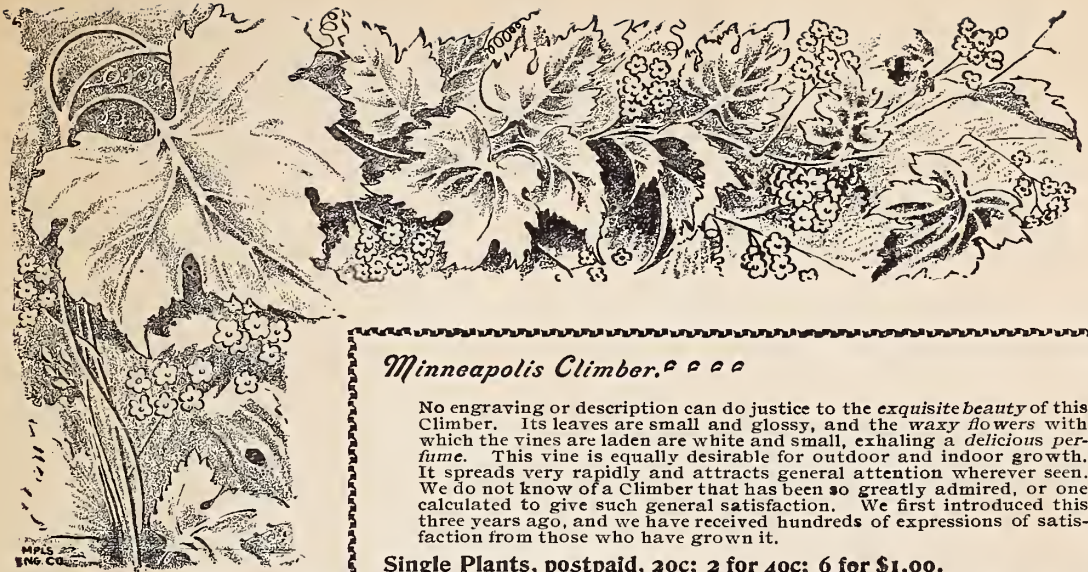 Minneapolis Climber.
No engraving or description can do justice to the exquisite beauty of this
Climber. Its leaves are small and glossy, and the waxy flowers with
which the vines are laden are white and small, exhaling a delicious per-
fume. This vine is equally desirable for outdoor and indoor growth.
It spreads very rapidly and attracts general attention wherever seen.
We do not know of a Climber that has been so greatly admired, or one
calculated to give such general satisfaction. We first introduced this
three years ago, and we have received hundreds of expressions of satis-
faction from those who have grown it.
Single Plants, postpaid, 20c; 2 for 40c; 6 for $1.00.
MPLS
ENG. CO.